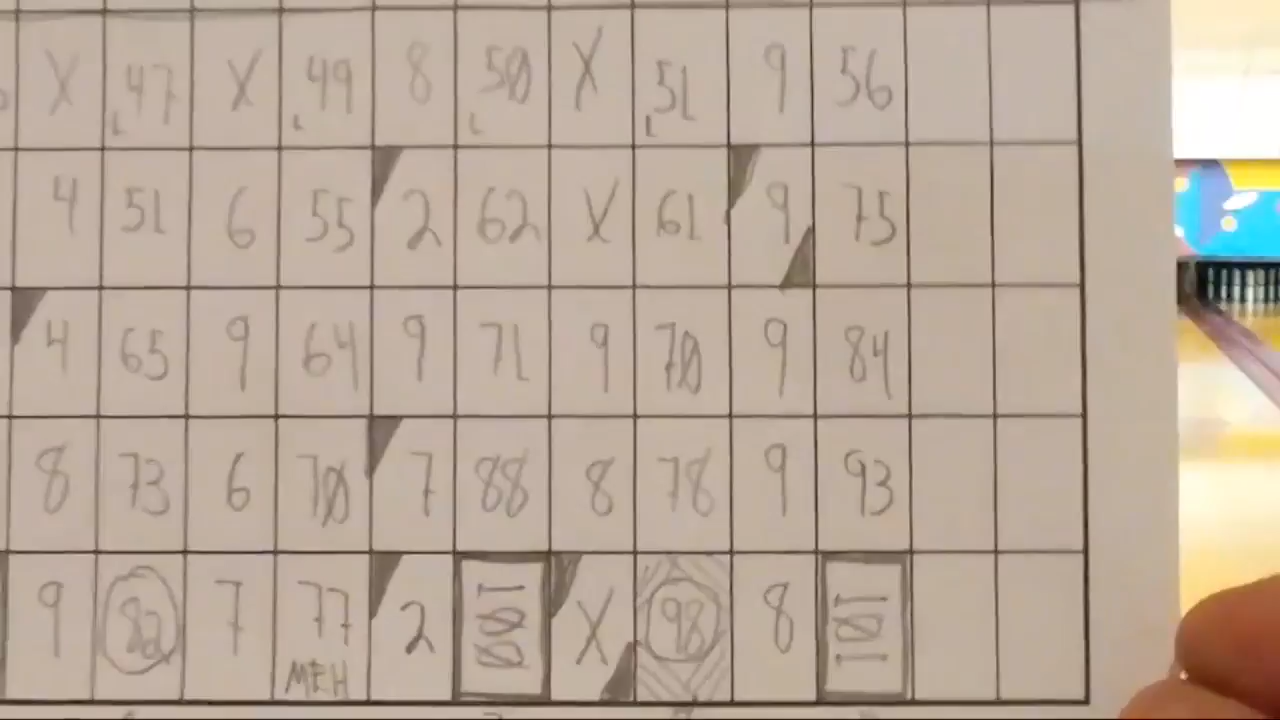 X 47 X 49 8 50 X 51 9 56
4 51 6 55 2 62 X 61 9 75
4 65 9 64 9 71 9 70 9 84
8 73 6 70 7 88 8 78 9 93
9 82 7 77 2 100 X 98 8 101
MEH